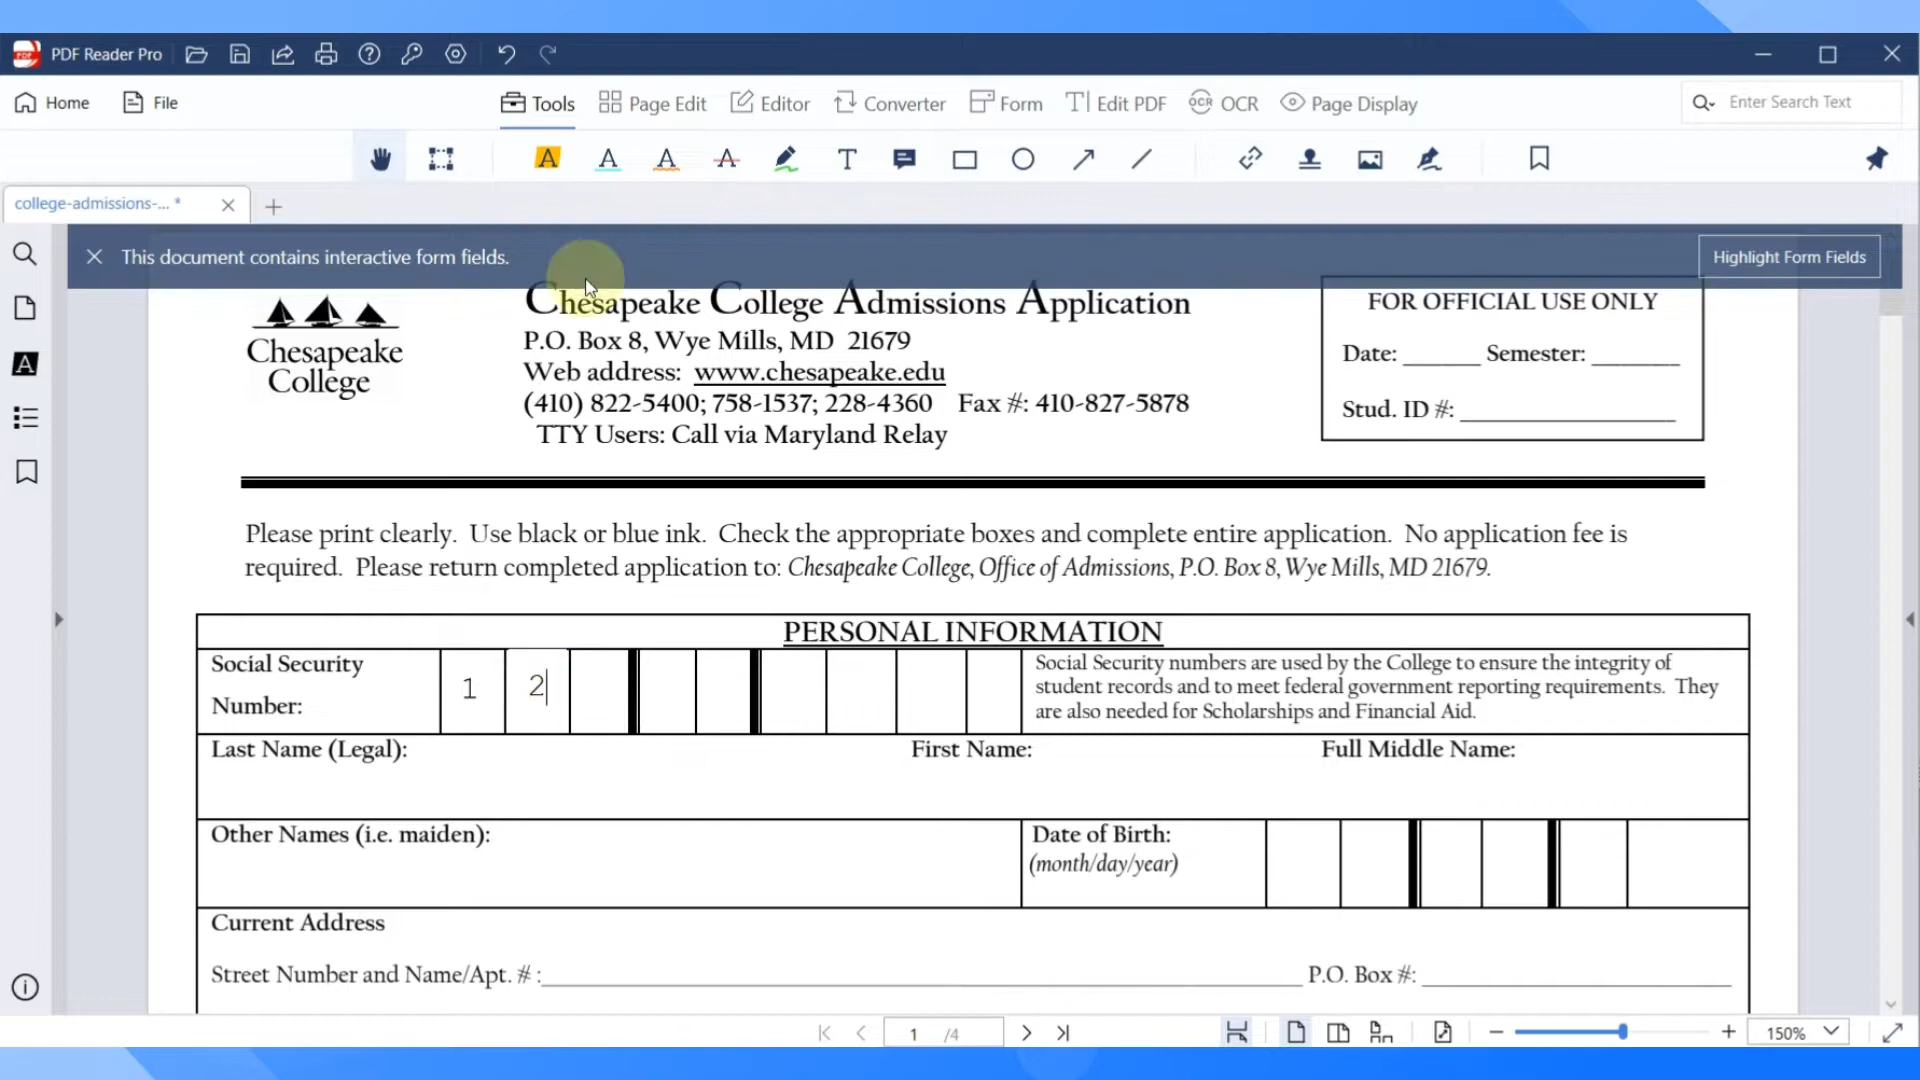 PDF Reader Pro
Home File Tools Page Edit Editor Converter Form Edit PDF OCR Page Display Enter Search Text
college-admissions-... *
This document contains interactive form fields. Highlight Form Fields
Chesapeake
College
Chesapeake College Admissions Application
P.O. Box 8, Wye Mills, MD 21679
Web address: www.chesapeake.edu
(410) 822-5400; 758-1537; 228-4360 Fax #: 410-827-5878
TTY Users: Call via Maryland Relay
FOR OFFICIAL USE ONLY
Date: _______ Semester: ________
Stud. ID #: ____________________
Please print clearly. Use black or blue ink. Check the appropriate boxes and complete entire application. No application fee is
required. Please return completed application to: Chesapeake College, Office of Admissions, P.O. Box 8, Wye Mills, MD 21679.
PERSONAL INFORMATION
Social Security
Number:
1 2
Social Security numbers are used by the College to ensure the integrity of
student records and to meet federal government reporting requirements. They
are also needed for Scholarships and Financial Aid.
Last Name (Legal): First Name: Full Middle Name:
Other Names (i.e. maiden):
Date of Birth:
(month/day/year)
Current Address
Street Number and Name/Apt. # :____________________ P.O. Box #: ____________________
1 /4 150%